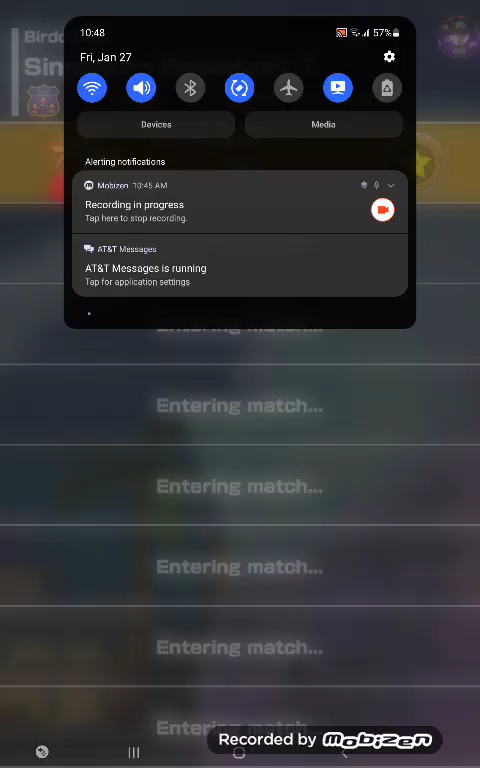 10:48
57%
Fri, Jan 27
Devices
Media
Alerting notifications
Mobizen 10:45 AM
Recording in progress
Tap here to stop recording.
AT&T Messages
AT&T Messages is running
Tap for application settings
Entering match...
Entering match...
Entering match...
Entering match...
Entering match...
Entering match...
Recorded by mobizen